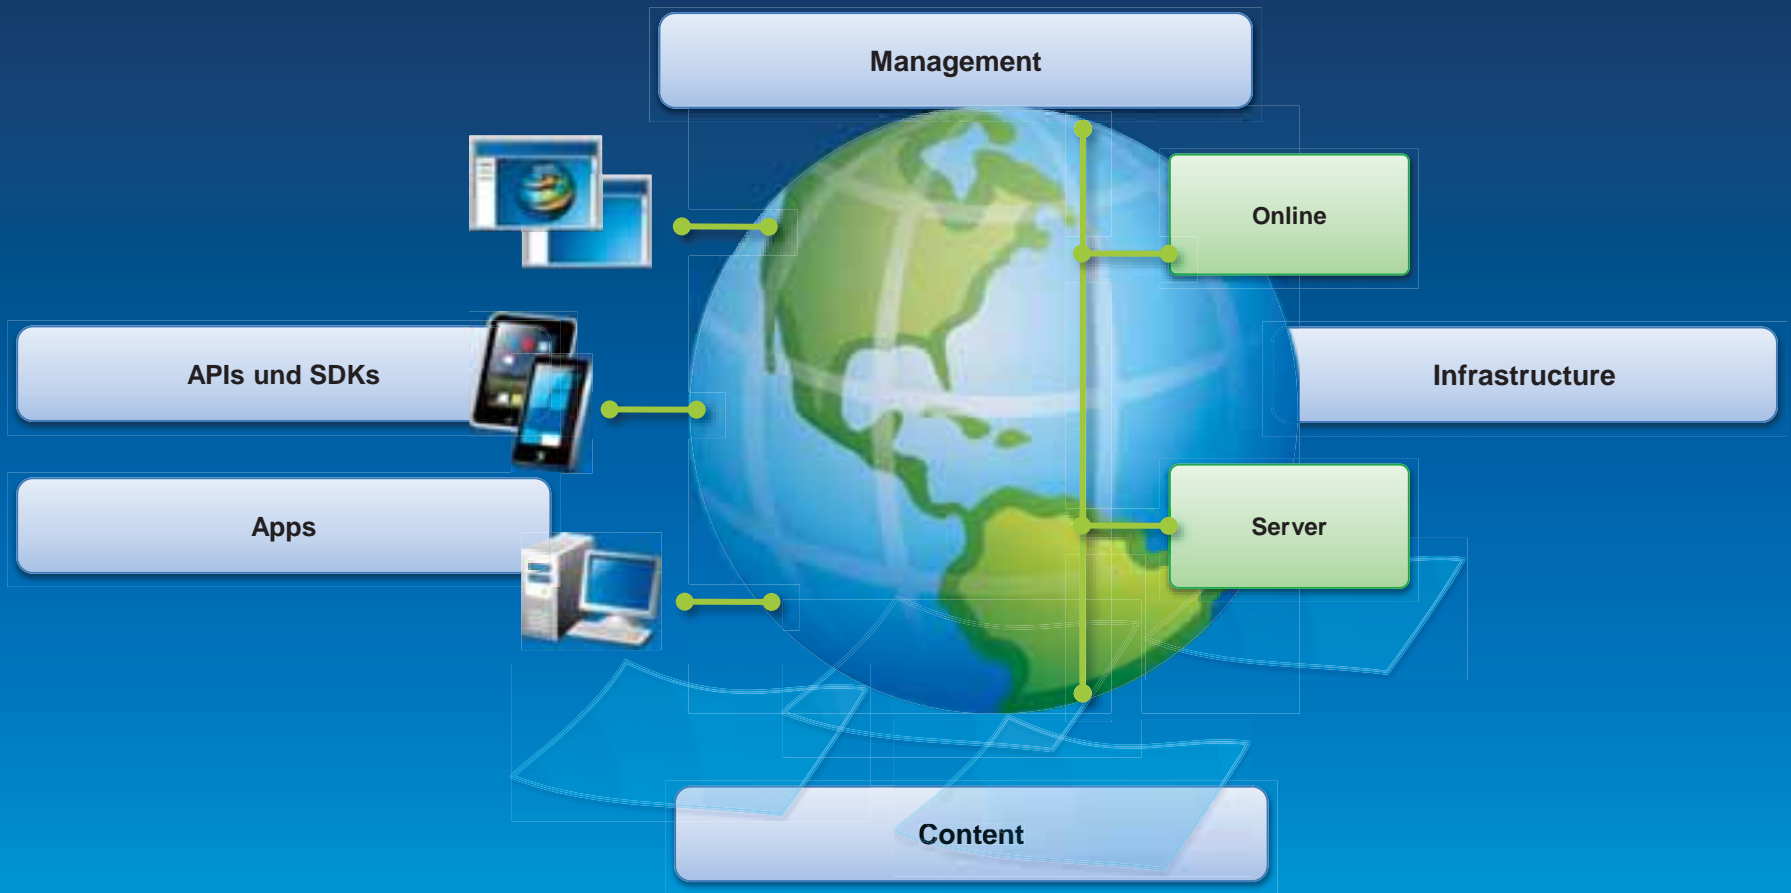 Management
Online
APIs und SDKs
Infrastructure
Apps
Server
Content